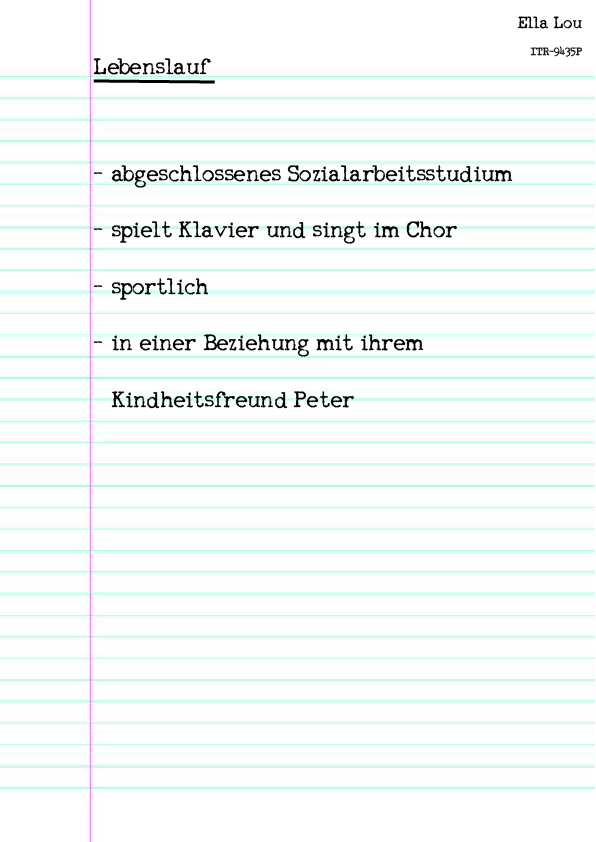 Ella Lou
ITR-9435P
Lebenslauf
- abgeschlossenes Sozialarbeitsstudium
- spielt Klavier und singt im Chor
- sportlich
- in einer Beziehung mit ihrem
Kindheitsfreund Peter